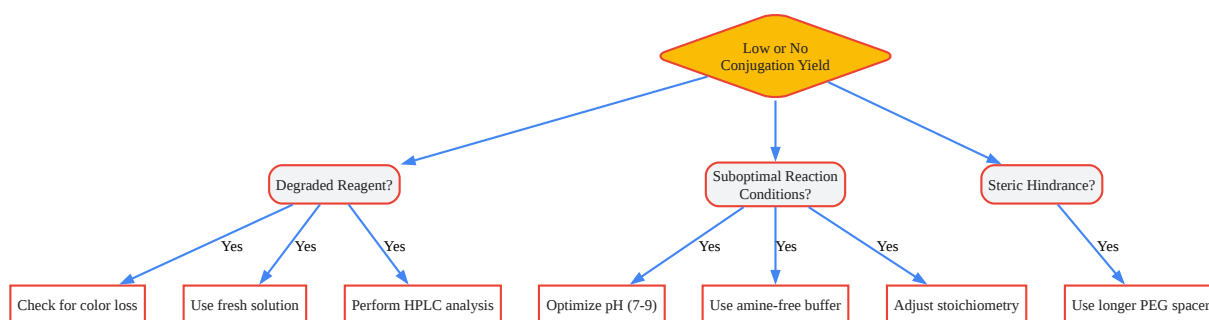 Low or No
Conjugation Yield
Degraded Reagent?
Suboptimal Reaction
Conditions?
Steric Hindrance?
Yes
Yes
Yes
Yes
Yes
Yes
Yes
Check for color loss
Use fresh solution
Perform HPLC analysis
Optimize pH (7-9)
Use amine-free buffer
Adjust stoichiometry
Use longer PEG spacer